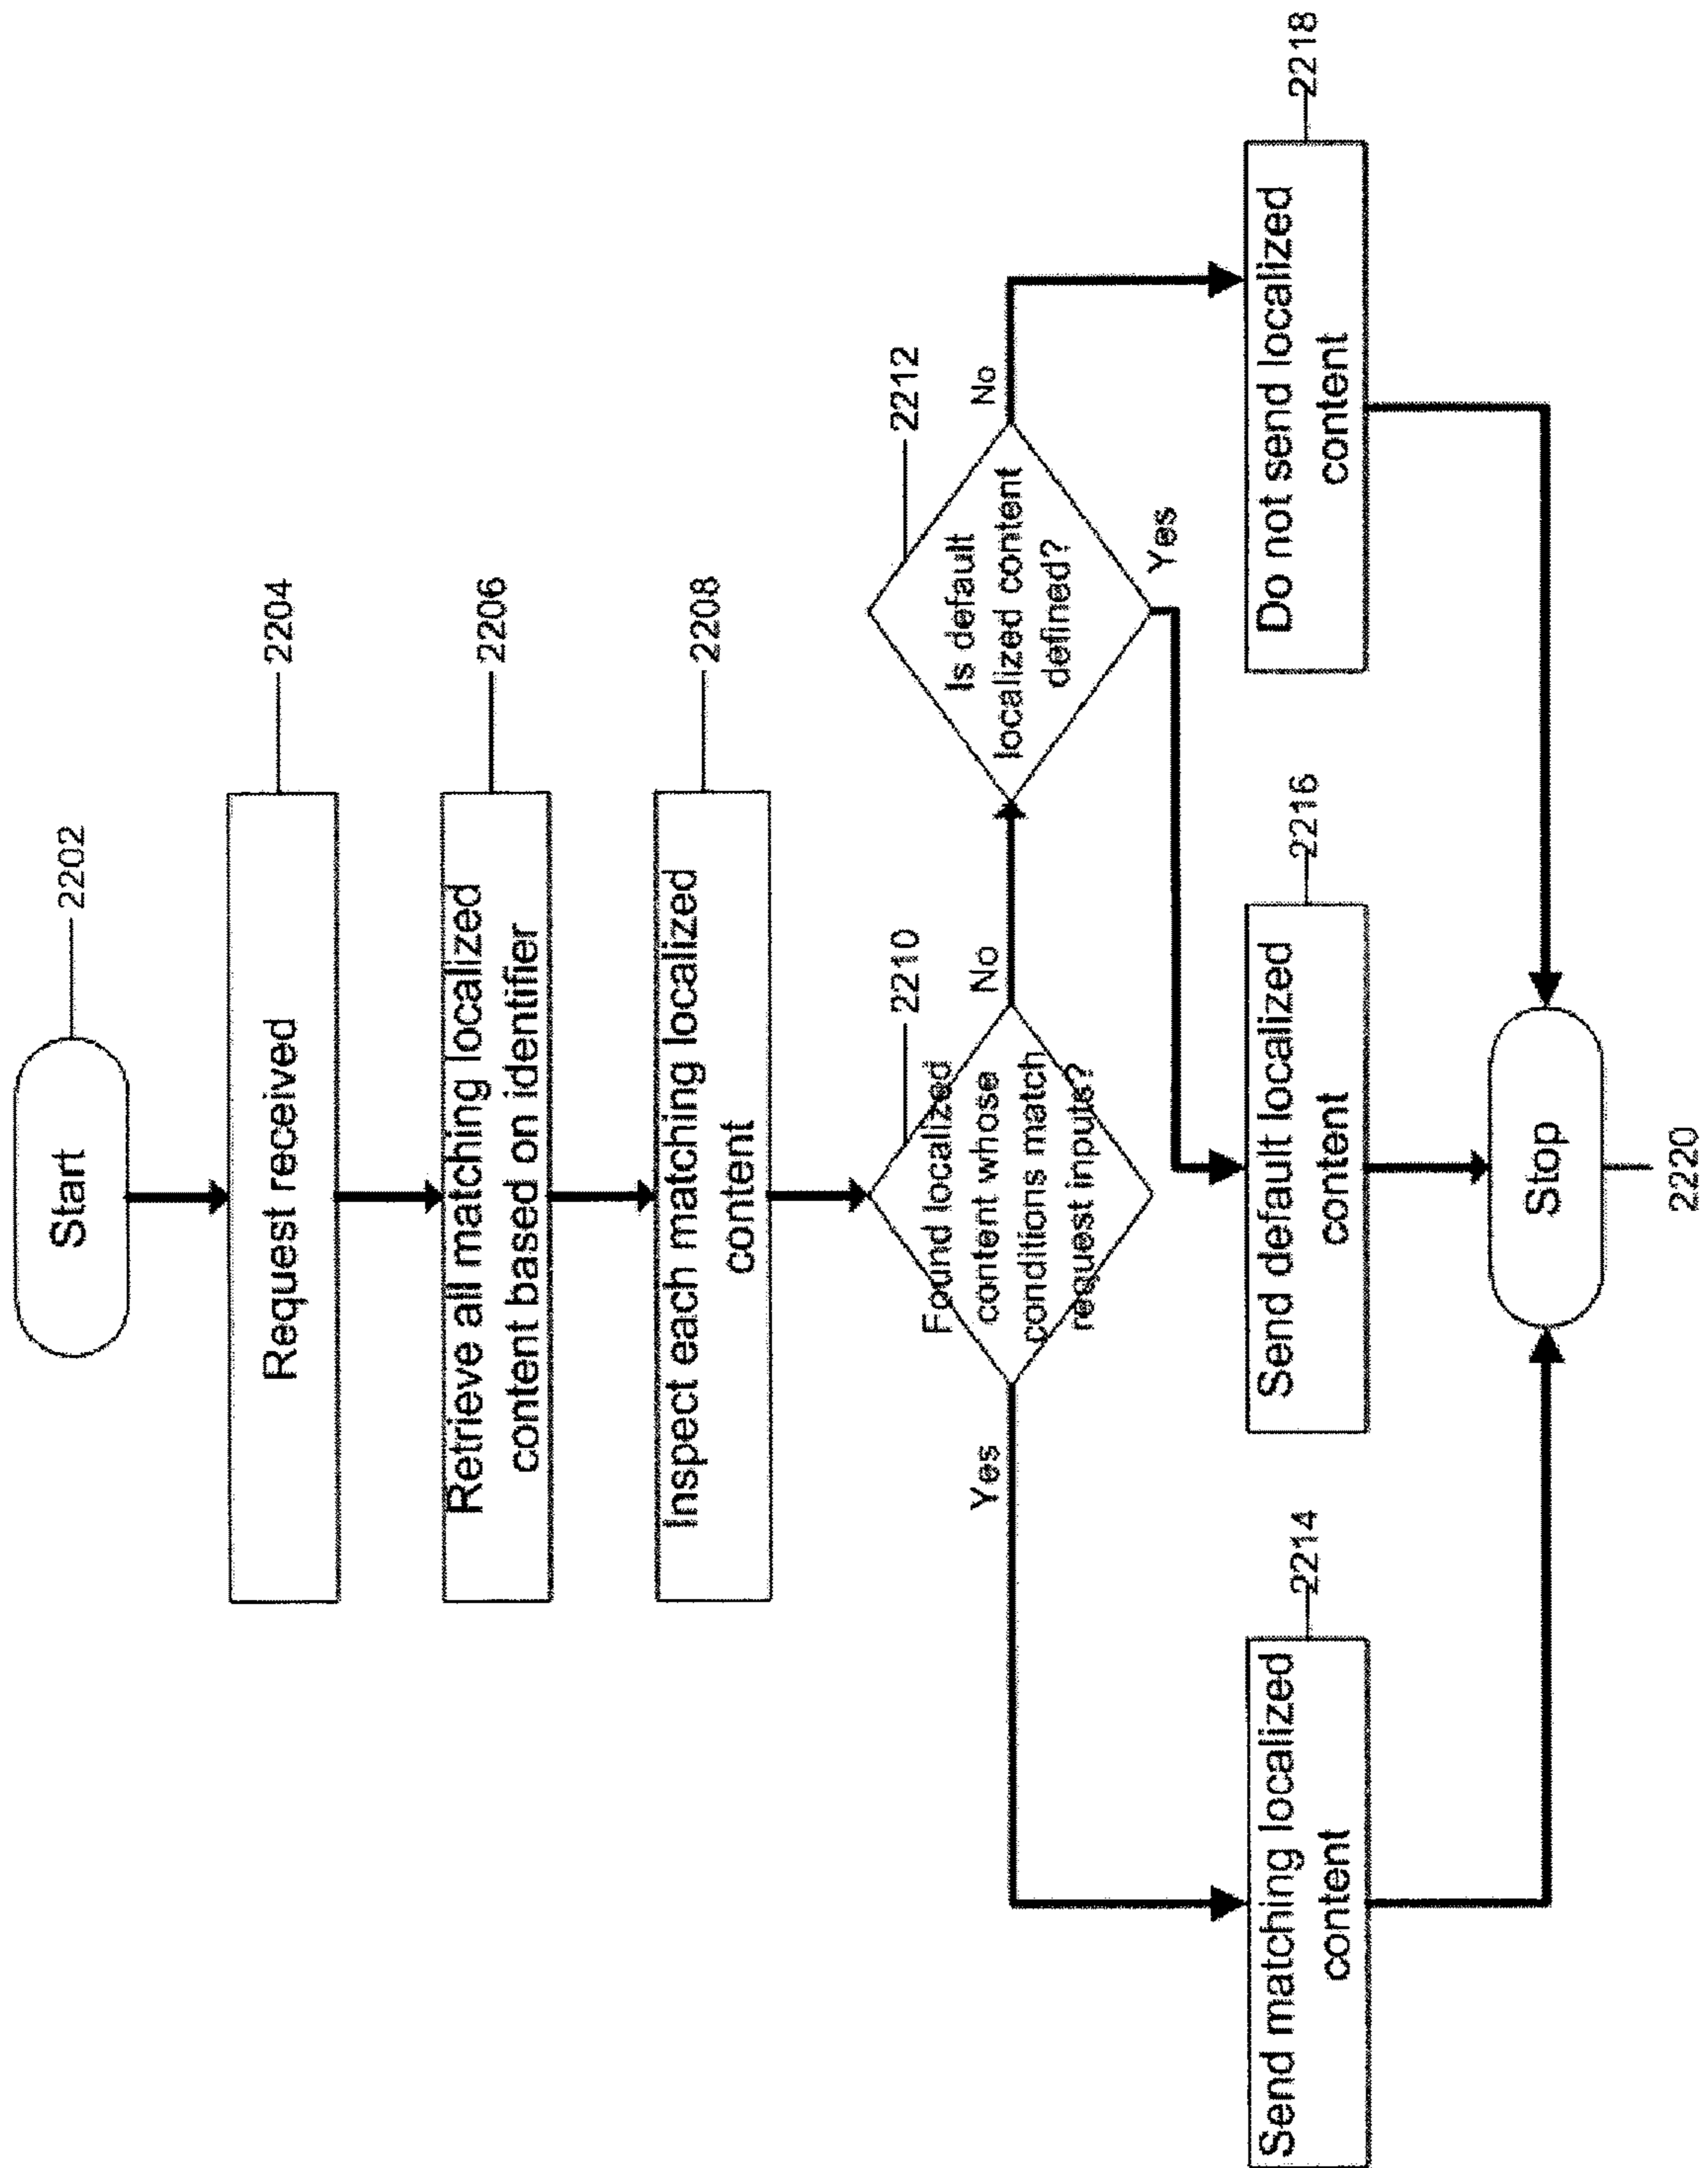 Start
2202
Request received
2204
Retrieve all matching localized
content based on identifier
2206
Inspect each matching localized
content
2208
Found localized
content whose
conditions match
request inputs?
2210
Yes
No
Is default
localized content
defined?
2212
No
Yes
Send matching localized
content
2214
Send default localized
content
2216
Do not send localized
content
2218
Stop
2220